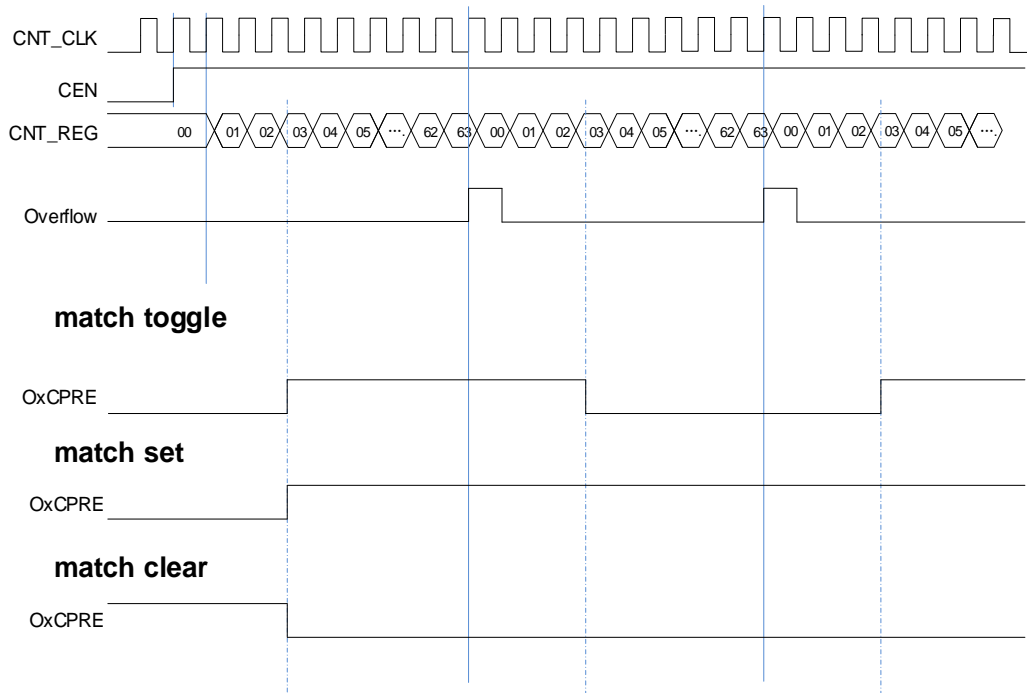 CNT_CLK
CEN
CNT_REG 00 01 02 03 04 05 …. 62 63 00 01 02 03 04 05 …. 62 63 00 01 02 03 04 05 ….
Overflow
match toggle
OxCPRE
match set
OxCPRE
match clear
OxCPRE